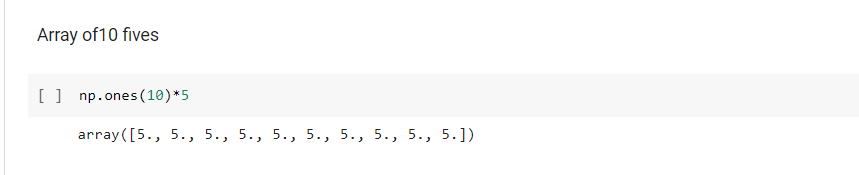 Array of10 fives
[ ] np.ones(10)*5
array([5., 5., 5., 5., 5., 5., 5., 5., 5., 5.])